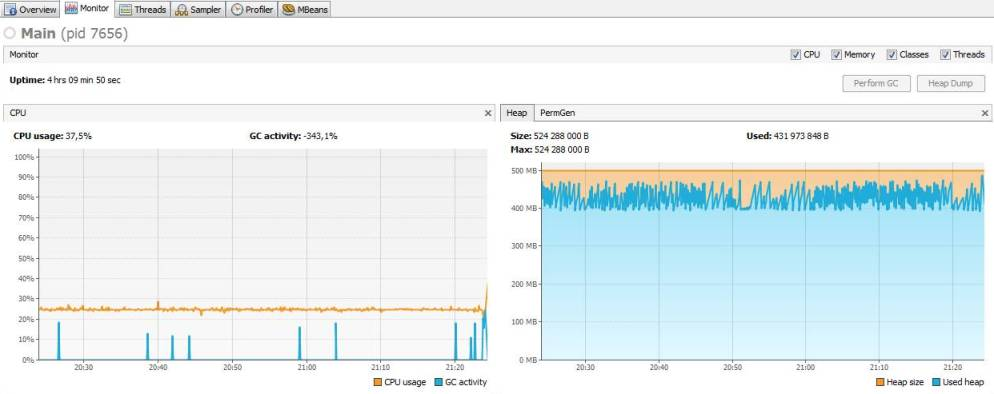 Overview Monitor Threads Sampler Profiler MBeans
Main (pid 7656)
Monitor CPU Memory Classes Threads
Uptime: 4 hrs 09 min 50 sec
Perform GC Heap Dump
CPU
CPU usage: 37,5% GC activity: -343,1%
100%
90%
80%
70%
60%
50%
40%
30%
20%
10%
0%
20:30 20:40 20:50 21:00 21:10 21:20
CPU usage GC activity
Heap PermGen
Size: 524 288 000 B Used: 431 973 848 B
Max: 524 288 000 B
500 MB
400 MB
300 MB
200 MB
100 MB
0 MB
20:30 20:40 20:50 21:00 21:10 21:20
Heap size Used heap